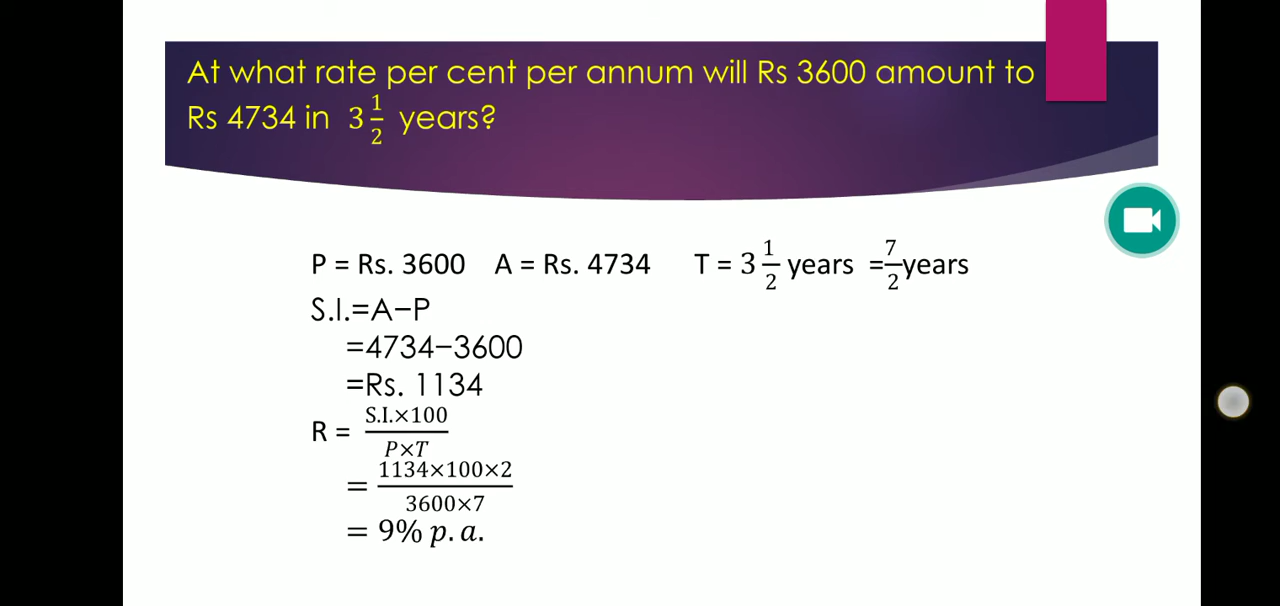 At what rate per cent per annum will Rs 3600 amount to
Rs 4734 in 3 1/2 years?
P = Rs. 3600 A = Rs. 4734 T = 3 1/2 years = 7/2 years
S.I.=A−P
=4734−3600
=Rs. 1134
R = S.I.×100 / P×T
= 1134×100×2 / 3600×7
= 9% p. a.